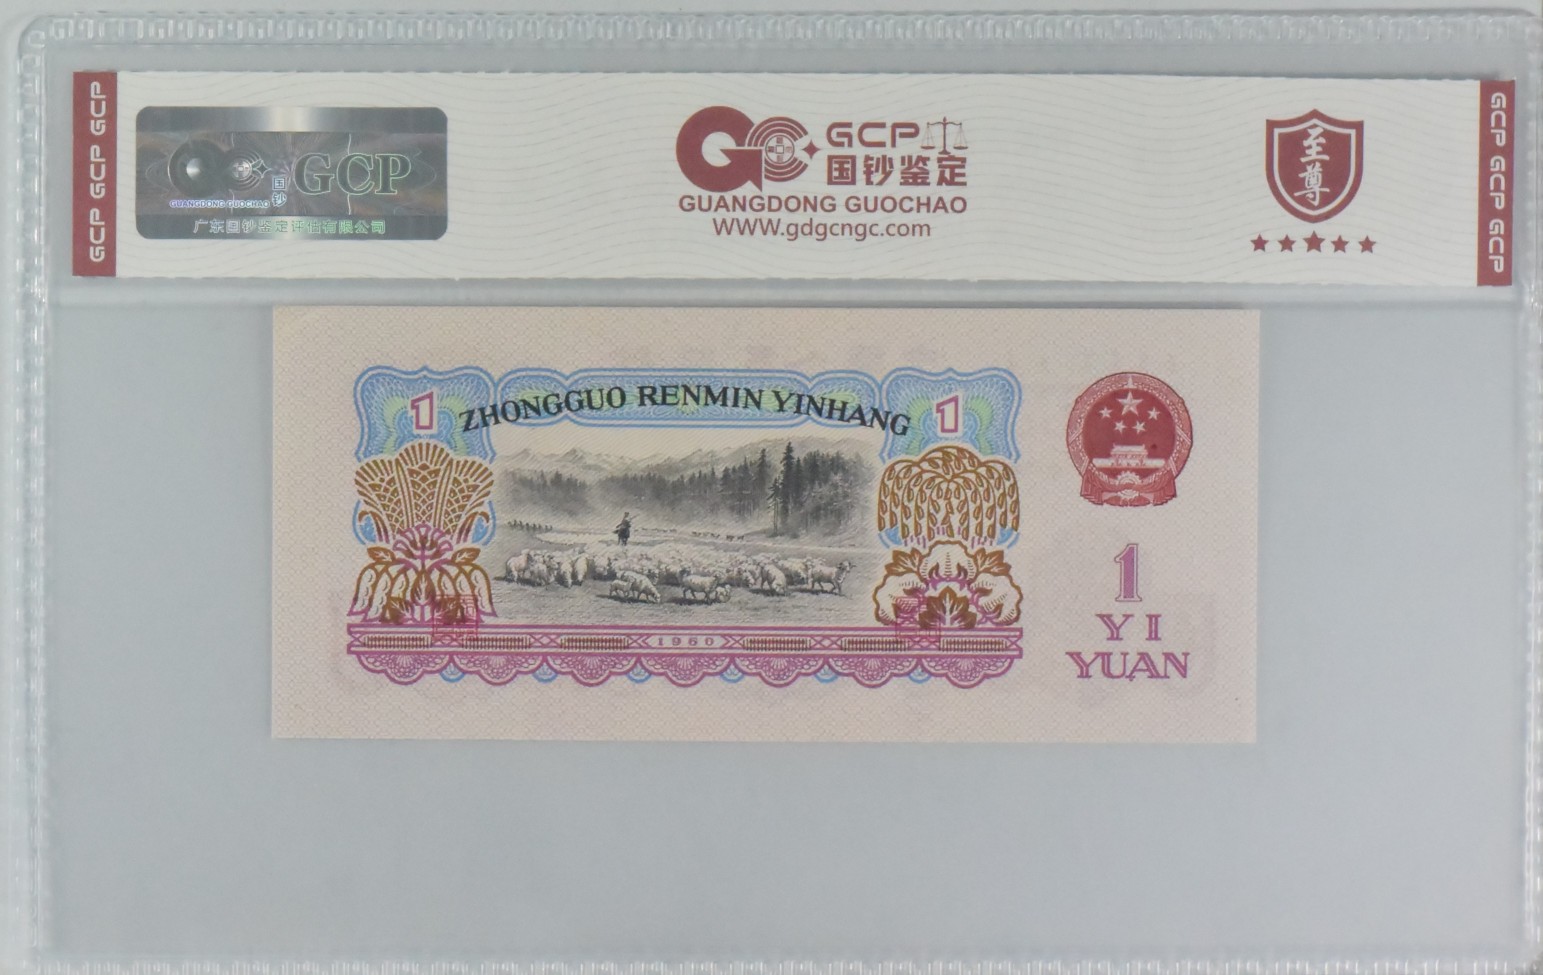 GCP GCP GCP
国钞
GCP
GUANGDONG GUOCHAO
广东国钞鉴定评估有限公司
GCP
国钞鉴定
GUANGDONG GUOCHAO
WWW.gdgcngc.com
至尊
GCP GCP GCP
ZHONGGUO RENMIN YINHANG
1
1
1960
1
YI
YUAN